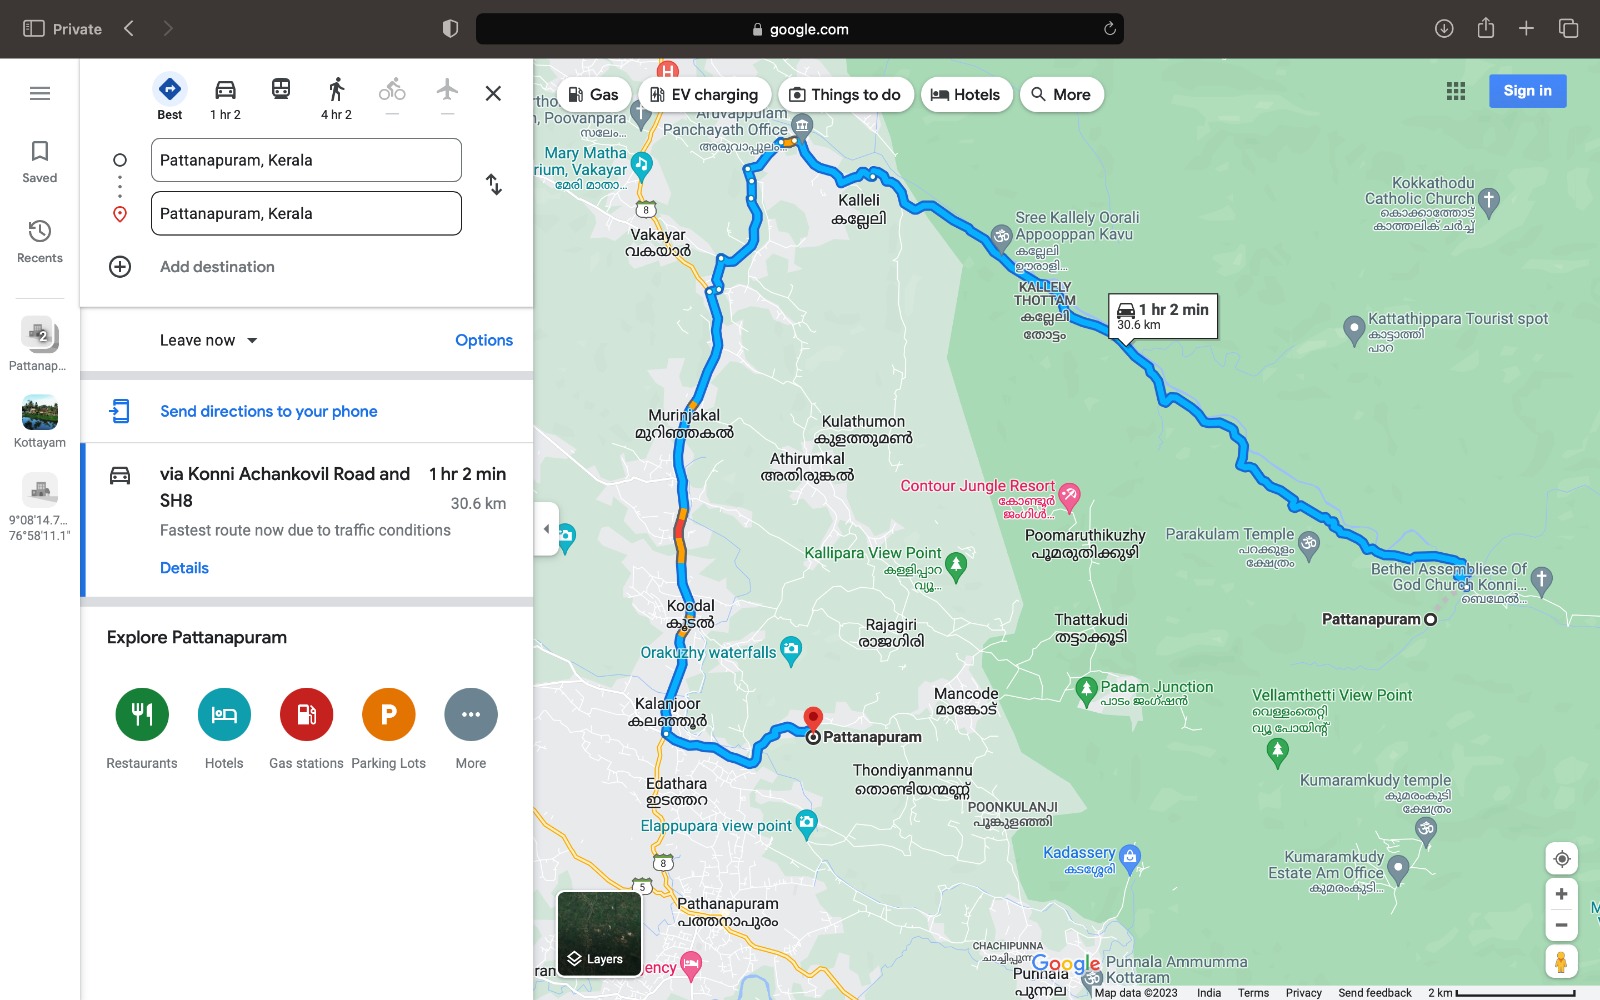 Private
google.com
Best
1 hr 2
4 hr 2
Pattanapuram, Kerala
Pattanapuram, Kerala
Add destination
Leave now
Options
Send directions to your phone
via Konni Achankovil Road and SH8
1 hr 2 min
30.6 km
Fastest route now due to traffic conditions
Details
Explore Pattanapuram
Restaurants
Hotels
Gas stations
Parking Lots
More
Saved
Recents
2
Pattanap...
Kottayam
9°08'14.7...
76°58'11.1"
Gas
EV charging
Things to do
Hotels
More
Sign in
H
Poovanpara
സലേം...
Aruvappulam
Panchayath Office
അരുവാപ്പുലം...
Mary Matha
rium, Vakayar
മേരി മാതാ...
8
Vakayar
വകയാർ
Kalleli
കല്ലേലി
Sree Kallely Oorali
Appooppan Kavu
കല്ലേലി
ഊരാളി...
KALLELY
THOTTAM
കല്ലേലി
തോട്ടം
1 hr 2 min
30.6 km
Kokkathodu
Catholic Church
കൊക്കാത്തോട്
കാത്തലിക് ചർച്ച്
Kattathippara Tourist spot
കാട്ടാത്തി
പാറ
Murinjakal
മുറിഞ്ഞകൽ
Kulathumon
കുളത്തുമൺ
Athirumkal
അതിരുങ്കൽ
Contour Jungle Resort
കോണ്ടൂർ
ജംഗിൾ...
Poomaruthikuzhy
പൂമരുതിക്കുഴി
Kallipara View Point
കള്ളിപ്പാറ
വ്യൂ...
Parakulam Temple
പറക്കുളം
ക്ഷേത്രം
Bethel Assembliese Of
God Church Konni...
ബെഥേൽ...
Pattanapuram
Koodal
കൂടൽ
Rajagiri
രാജഗിരി
Thattakudi
തട്ടാക്കൂടി
Orakuzhy waterfalls
Kalanjoor
കലഞ്ഞൂർ
Mancode
മാങ്കോട്
Padam Junction
പാടം ജംഗ്ഷൻ
Vellamthetti View Point
വെള്ളംതെറ്റി
വ്യൂ പോയിന്റ്
Pattanapuram
Edathara
ഇടത്തറ
Thondiyanmannu
തൊണ്ടിയന്മണ്ണ്
POONKULANJI
പൂങ്കുളഞ്ഞി
Kumaramkudy temple
കുമരംകുടി
ക്ഷേത്രം
Elappupara view point
8
5
Kadassery
കടശ്ശേരി
Kumaramkudy
Estate Am Office
കുമരംകുടി...
Pathanapuram
പത്തനാപുരം
Layers
ency
CHACHIPUNNA
ചാച്ചിപ്പുന്ന
Punnala
പുന്നല
Google
Punnala Ammumma
Kottaram
Map data ©2023 India Terms Privacy Send feedback 2 km